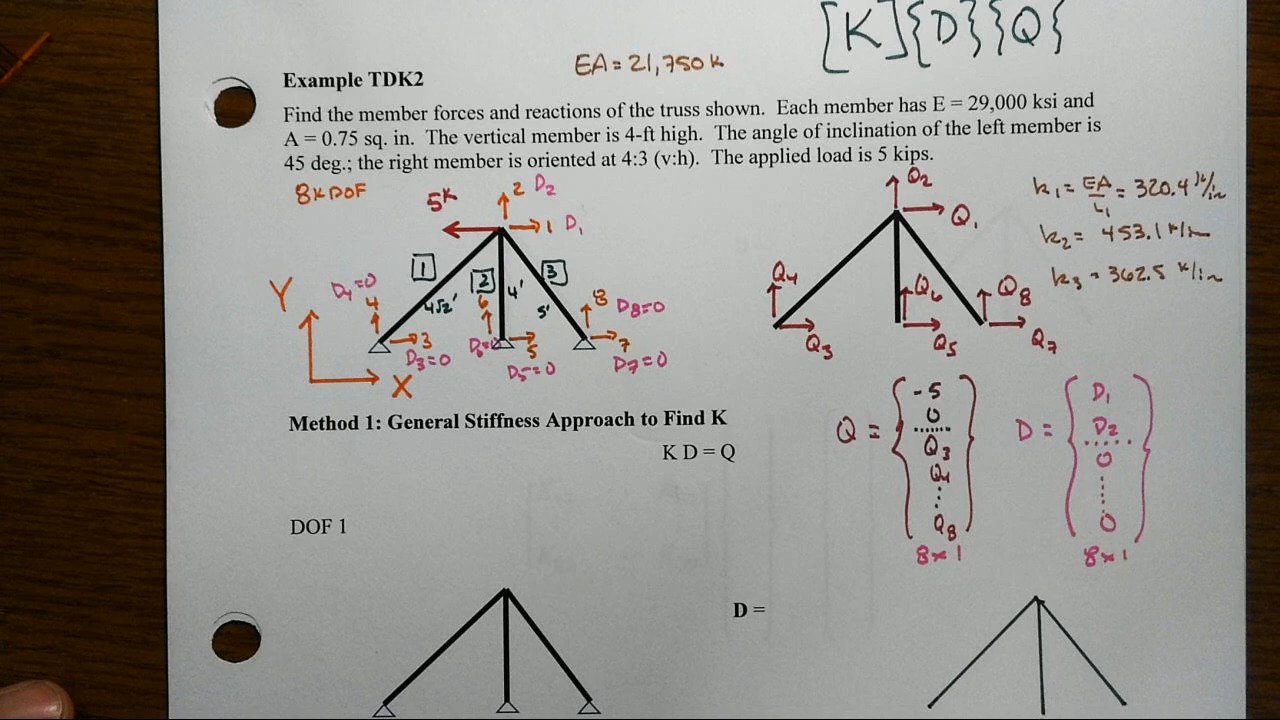 [K]{D}{Q}
EA = 21,750 k
Example TDK2
Find the member forces and reactions of the truss shown. Each member has E = 29,000 ksi and
A = 0.75 sq. in. The vertical member is 4-ft high. The angle of inclination of the left member is
45 deg.; the right member is oriented at 4:3 (v:h). The applied load is 5 kips.
8 KDOF
5K
2 D2
1 D1
1
2
3
4√2'
4'
5'
Y
X
D4=0
4
3
D3=0
6
D6=0
5
D5=0
8
D8=0
7
D7=0
Q2
Q1
Q4
Q3
Q6
Q5
Q8
Q7
k1 = EA/L1 = 320.4 k/in
k2 = 453.1 k/in
k3 = 362.5 k/in
Method 1: General Stiffness Approach to Find K
K D = Q
Q = { -5
0
Q3
Q4
⋮
Q8 }
8×1
D = { D1
D2
0
⋮
0 }
8×1
DOF 1
D =